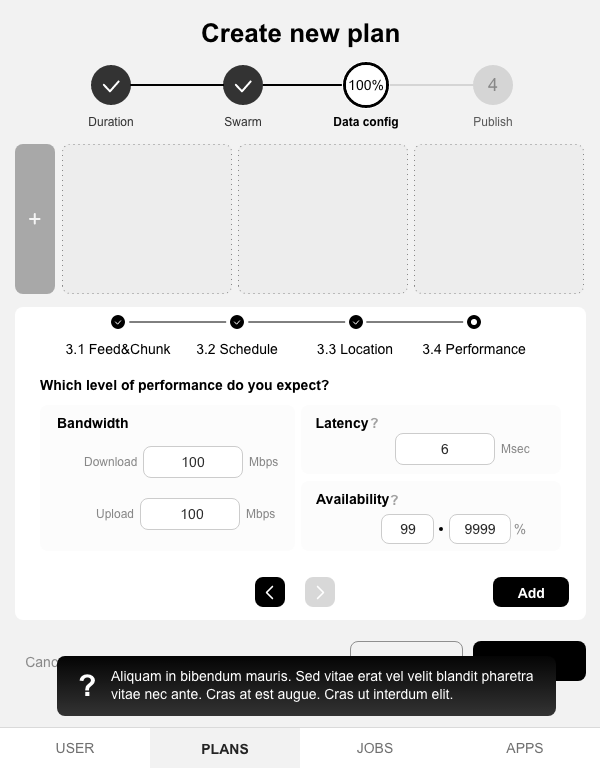 Create new plan
100%
4
Duration
Swarm
Data config
Publish
+
3.1 Feed&Chunk
3.2 Schedule
3.3 Location
3.4 Performance
Which level of performance do you expect?
Bandwidth
Download 100 Mbps
Upload 100 Mbps
Latency ?
6 Msec
Availability ?
99 • 9999 %
Add
Canc
? Aliquam in bibendum mauris. Sed vitae erat vel velit blandit pharetra
vitae nec ante. Cras at est augue. Cras ut interdum elit.
USER
PLANS
JOBS
APPS